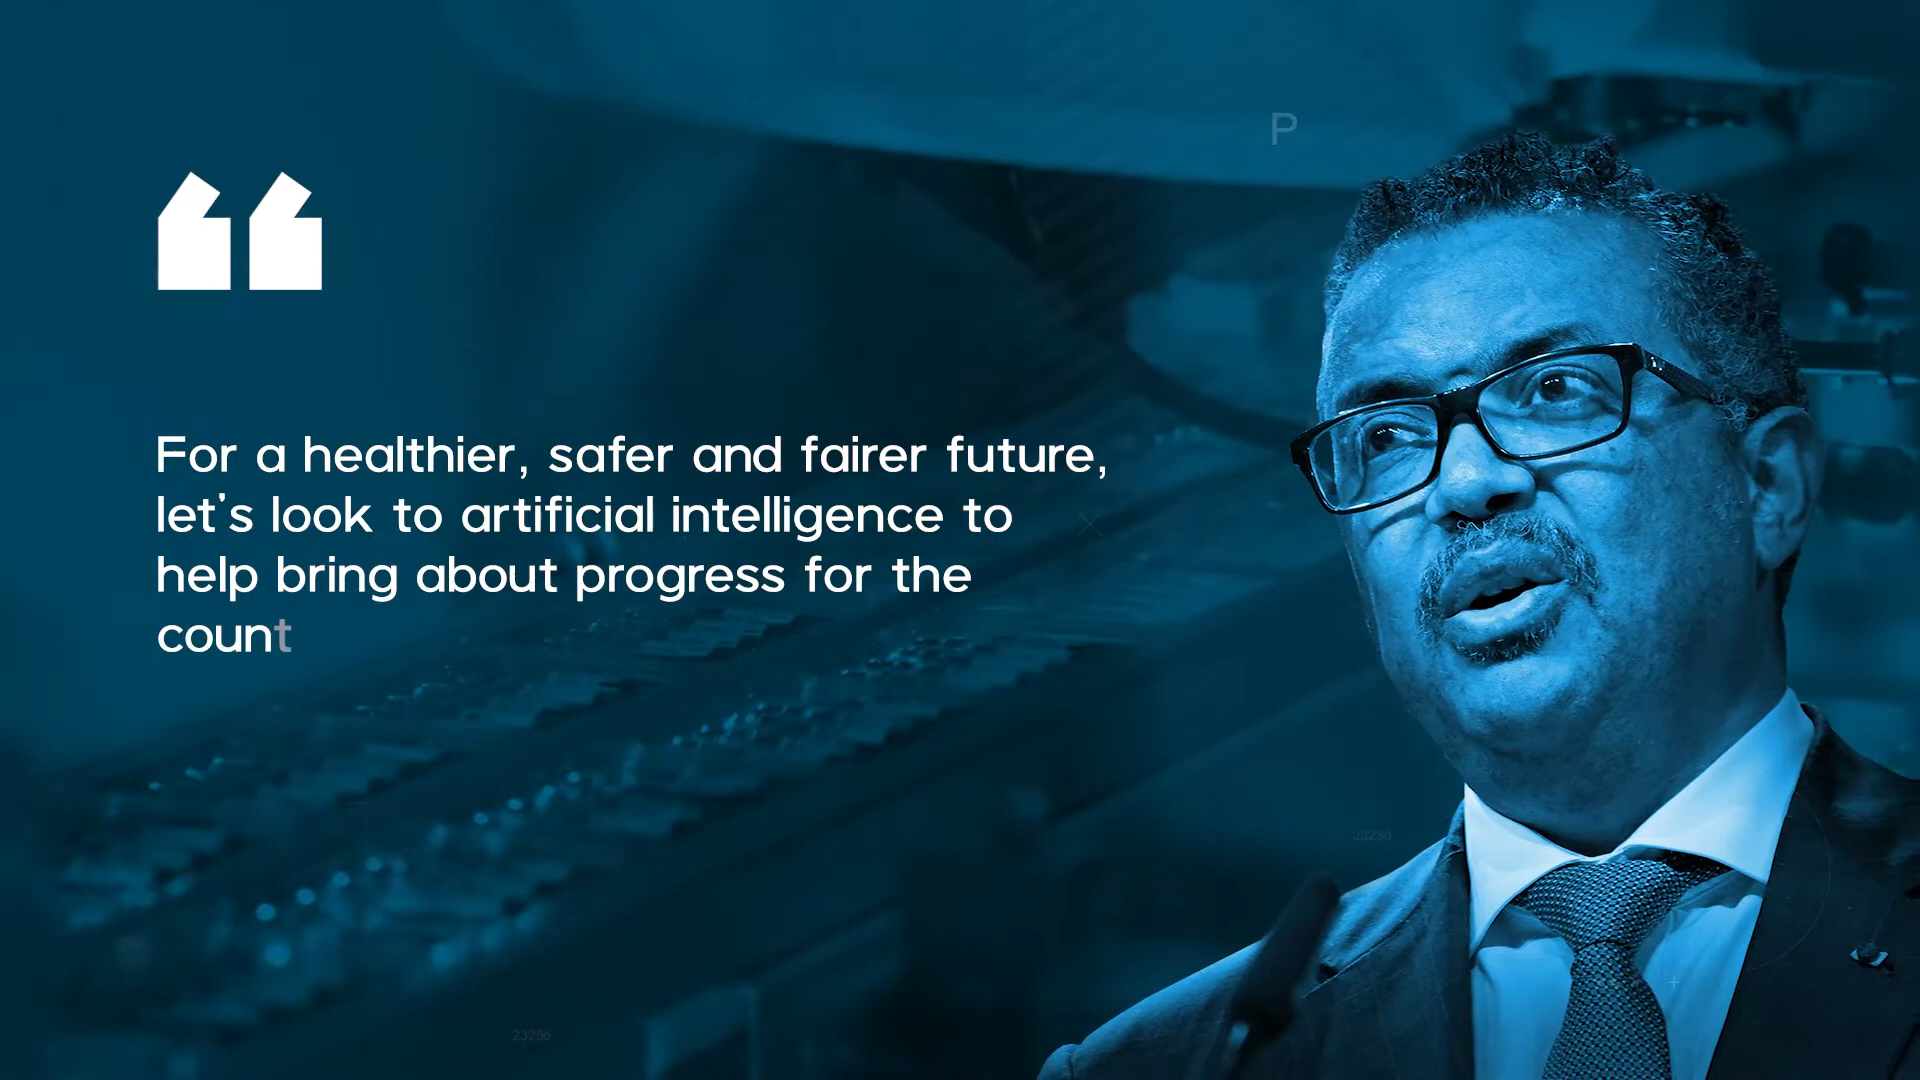 P
“
For a healthier, safer and fairer future,
let's look to artificial intelligence to
help bring about progress for the
count
23258